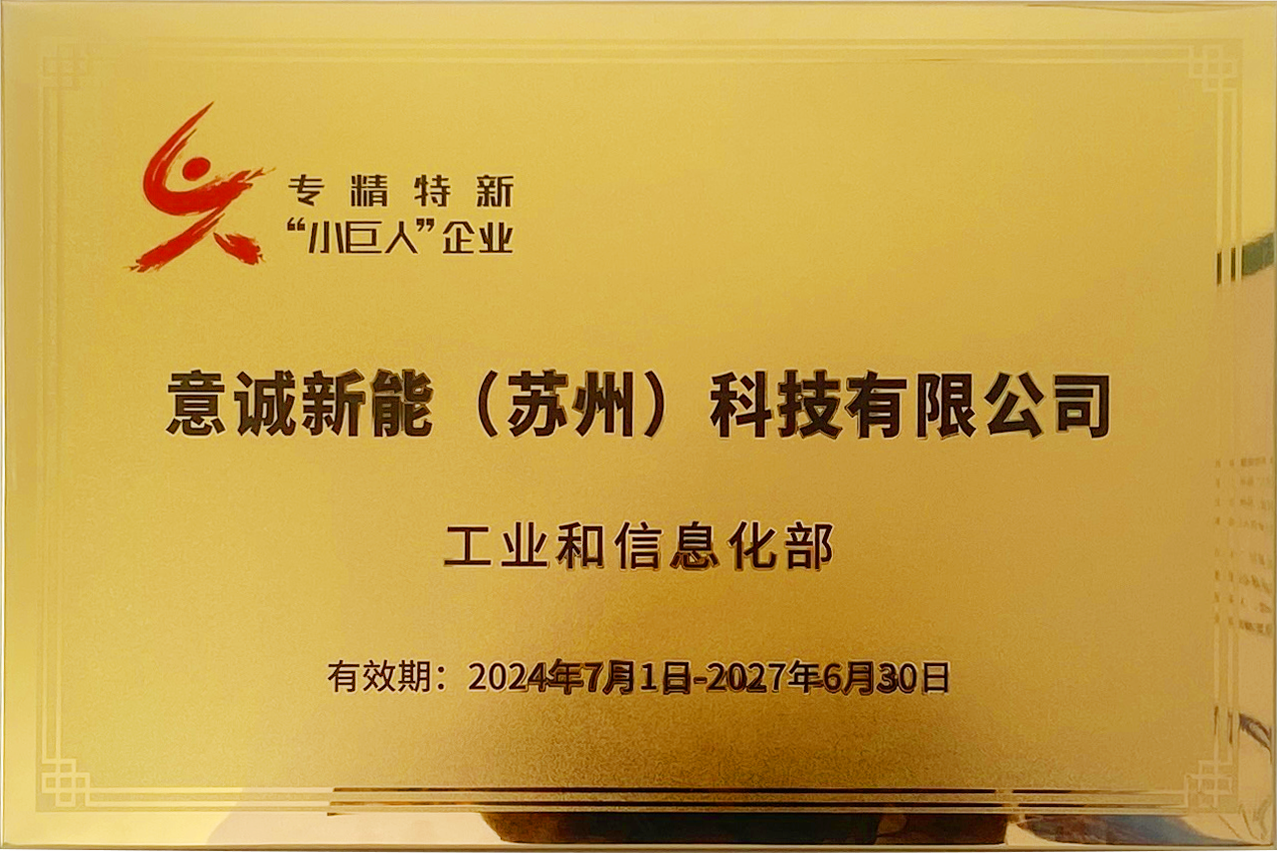 专精特新
“小巨人”企业
意诚新能（苏州）科技有限公司
工业和信息化部
有效期：2024年7月1日-2027年6月30日